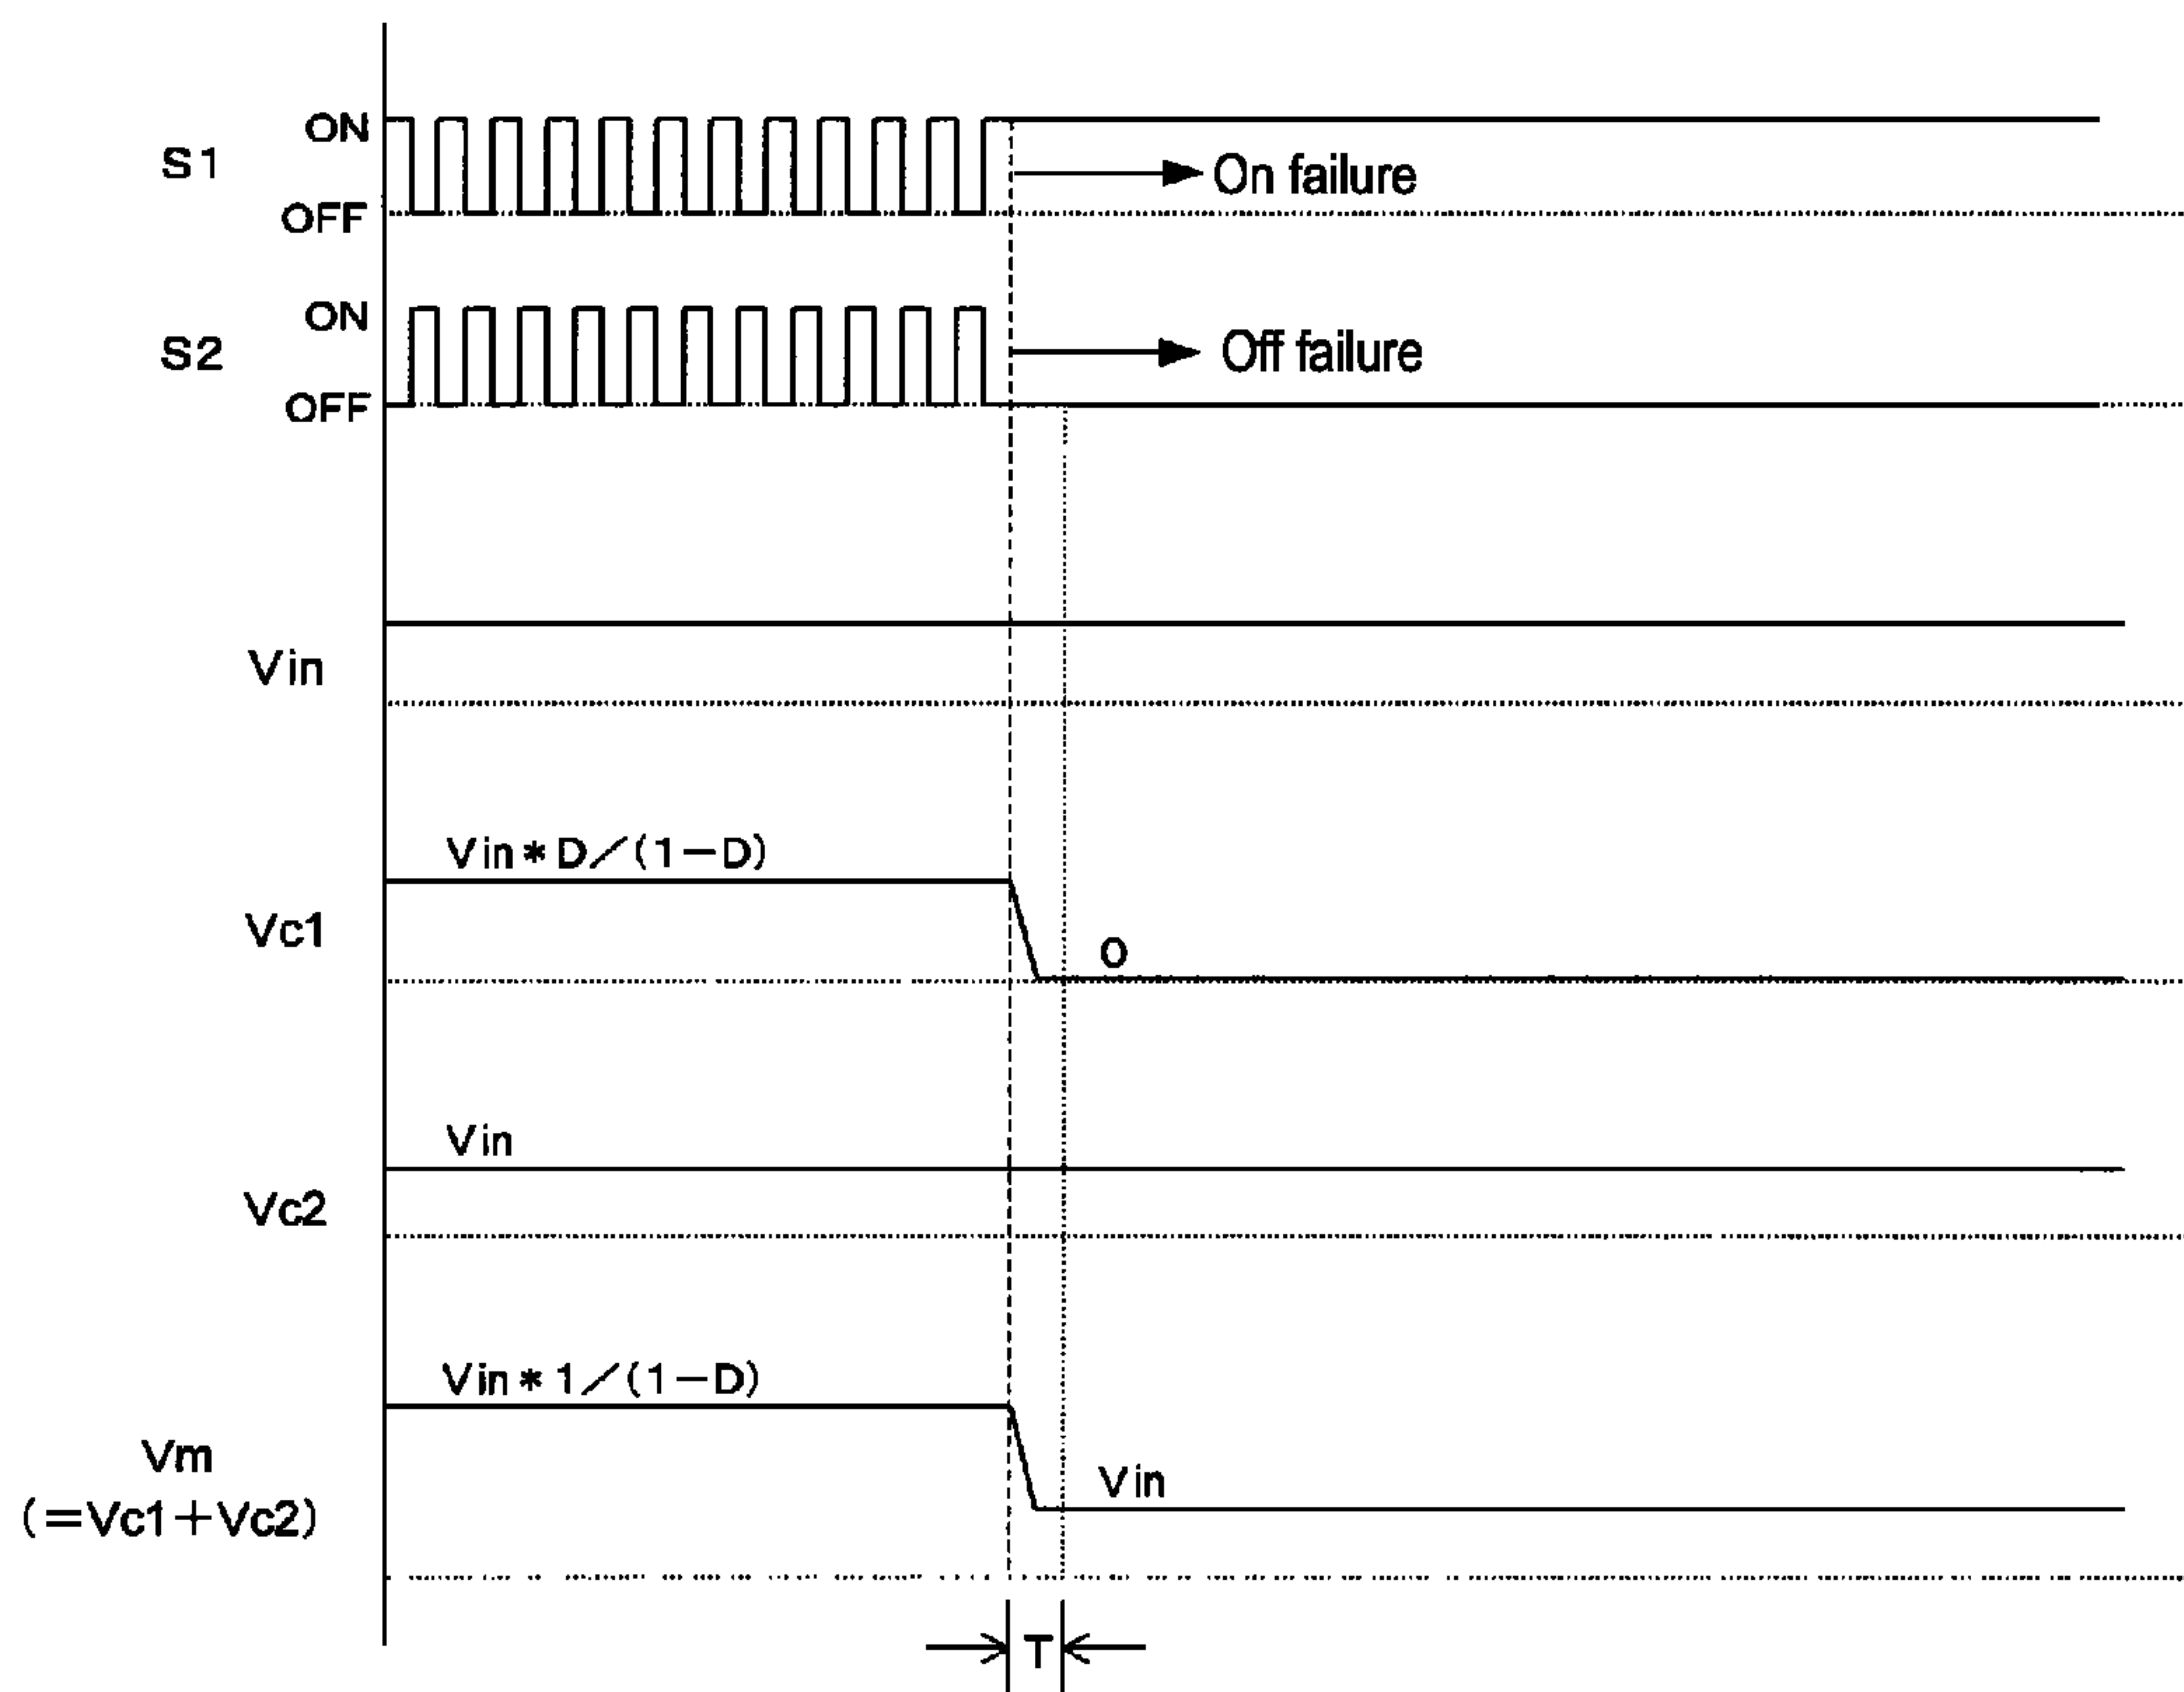 ON
S1
OFF
On failure
ON
S2
OFF
Off failure
Vin
Vin*D/(1-D)
Vc1
0
Vin
Vc2
Vin*1/(1-D)
Vm
(=Vc1+Vc2)
Vin
T